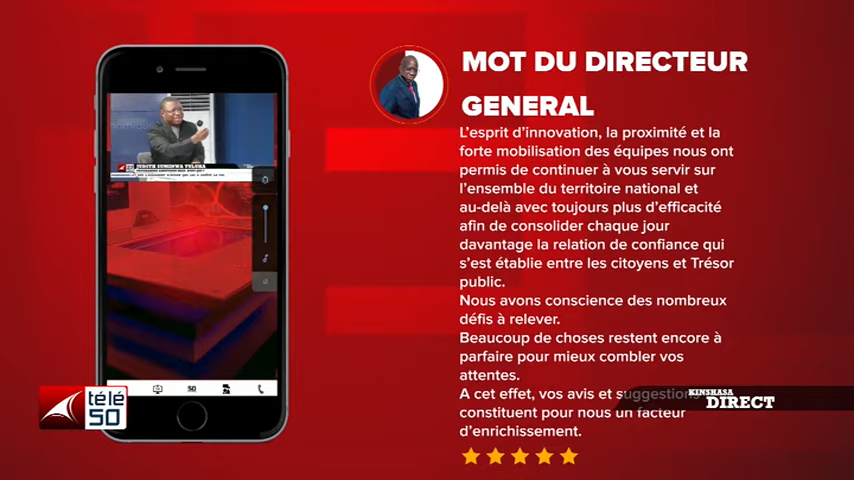 MOT DU DIRECTEUR
GENERAL
L'esprit d'innovation, la proximité et la
forte mobilisation des équipes nous ont
permis de continuer à vous servir sur
l'ensemble du territoire national et
au-delà avec toujours plus d'efficacité
afin de consolider chaque jour
davantage la relation de confiance qui
s'est établie entre les citoyens et Trésor
public.
Nous avons conscience des nombreux
défis à relever.
Beaucoup de choses restent encore à
parfaire pour mieux combler vos
attentes.
A cet effet, vos avis et suggestions
constituent pour nous un facteur
d'enrichissement.
JUDITH SUMINWA TULUKA
50
télé
50
KINSHASA
DIRECT